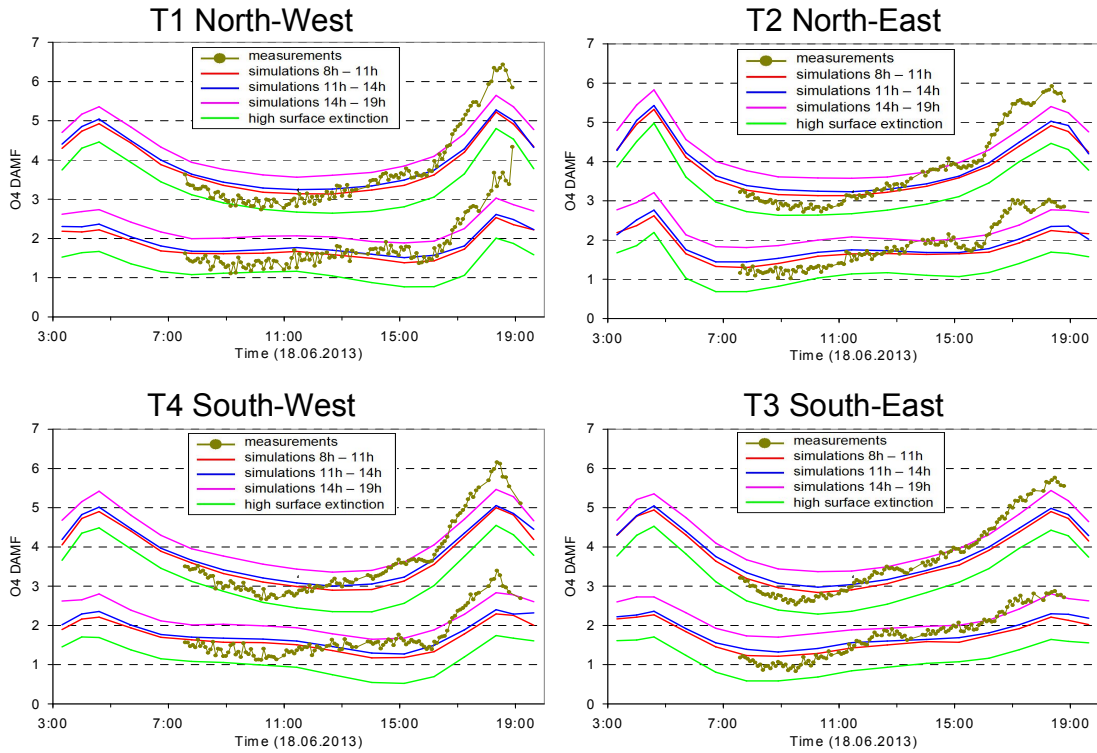 T1 North-West
7
6
5
4
3
2
1
0
O4 DAMF
measurements
simulations 8h – 11h
simulations 11h – 14h
simulations 14h – 19h
high surface extinction
3:00 7:00 11:00 15:00 19:00
Time (18.06.2013)
T2 North-East
7
6
5
4
3
2
1
0
O4 DAMF
measurements
simulations 8h – 11h
simulations 11h – 14h
simulations 14h – 19h
high surface extinction
3:00 7:00 11:00 15:00 19:00
Time (18.06.2013)
T4 South-West
7
6
5
4
3
2
1
0
O4 DAMF
measurements
simulations 8h – 11h
simulations 11h – 14h
simulations 14h – 19h
high surface extinction
3:00 7:00 11:00 15:00 19:00
Time (18.06.2013)
T3 South-East
7
6
5
4
3
2
1
0
O4 DAMF
measurements
simulations 8h – 11h
simulations 11h – 14h
simulations 14h – 19h
high surface extinction
3:00 7:00 11:00 15:00 19:00
Time (18.06.2013)